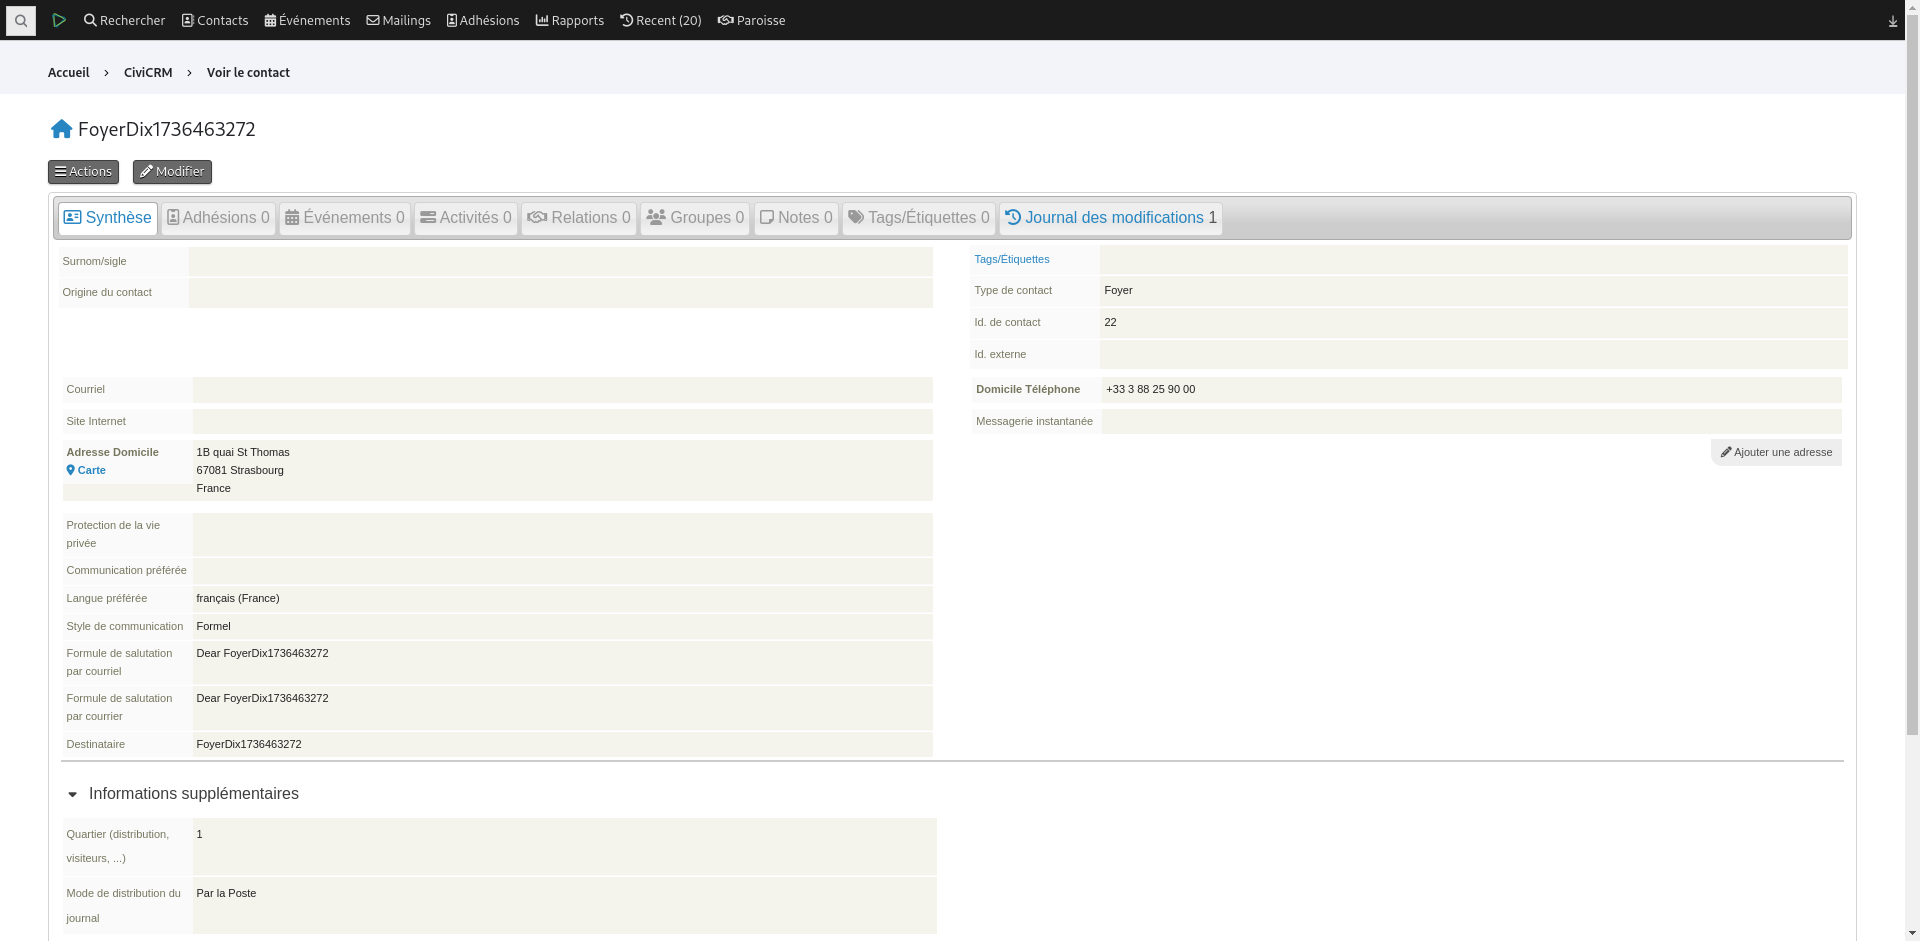 Rechercher Contacts Événements Mailings Adhésions Rapports Recent (20) Paroisse
Accueil > CiviCRM > Voir le contact
FoyerDix1736463272
Actions Modifier
Synthèse Adhésions 0 Événements 0 Activités 0 Relations 0 Groupes 0 Notes 0 Tags/Étiquettes 0 Journal des modifications 1
Surnom/sigle
Origine du contact
Tags/Étiquettes
Type de contact Foyer
Id. de contact 22
Id. externe
Courriel
Site Internet
Domicile Téléphone +33 3 88 25 90 00
Messagerie instantanée
Adresse Domicile 1B quai St Thomas
Carte 67081 Strasbourg
France
Ajouter une adresse
Protection de la vie
privée
Communication préférée
Langue préférée français (France)
Style de communication Formel
Formule de salutation Dear FoyerDix1736463272
par courriel
Formule de salutation Dear FoyerDix1736463272
par courrier
Destinataire FoyerDix1736463272
Informations supplémentaires
Quartier (distribution, 1
visiteurs, ...)
Mode de distribution du Par la Poste
journal